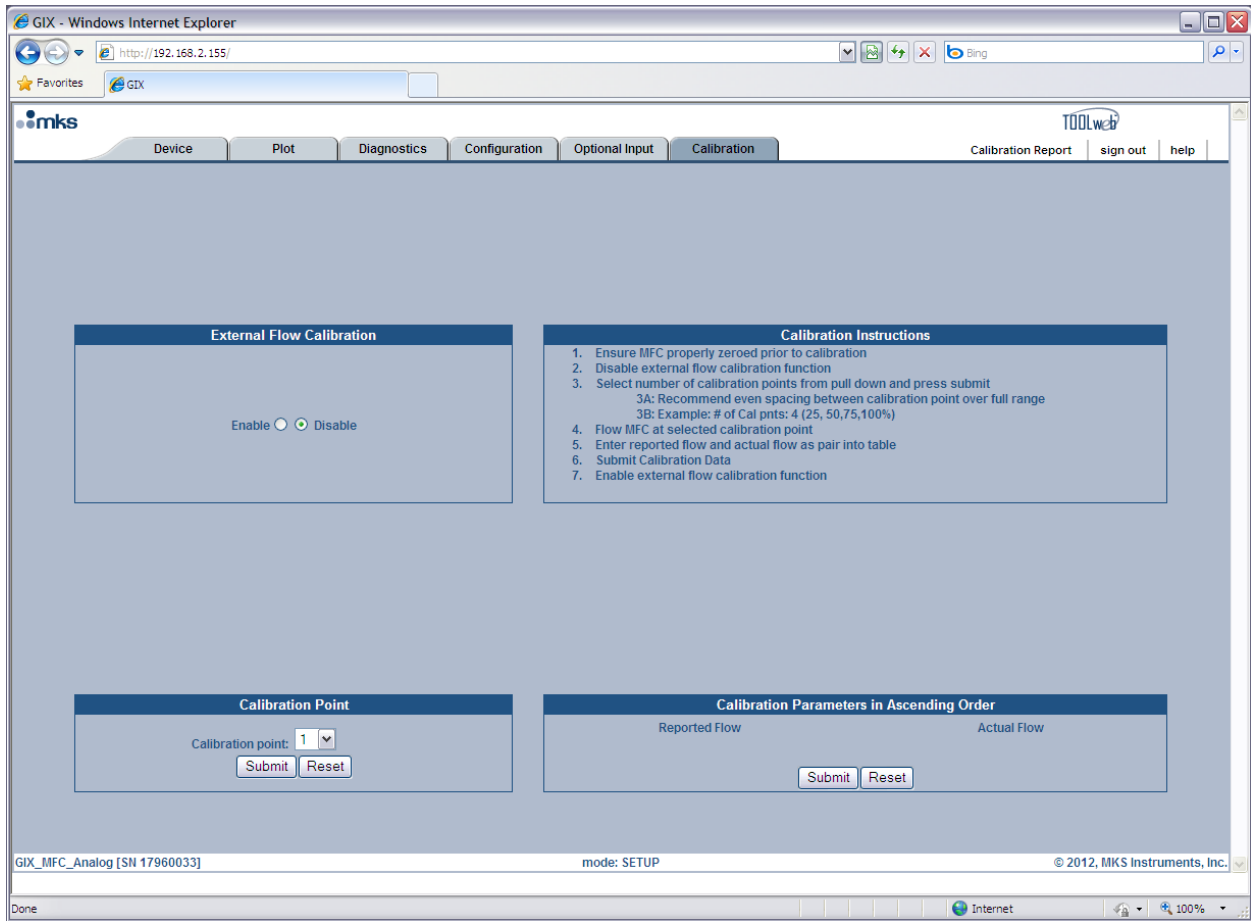 GIX - Windows Internet Explorer
http://192.168.2.155/
Bing
Favorites
GIX
mks
TOOLweb
Device
Plot
Diagnostics
Configuration
Optional Input
Calibration
Calibration Report
sign out
help
External Flow Calibration
Enable
Disable
Calibration Instructions
1. Ensure MFC properly zeroed prior to calibration
2. Disable external flow calibration function
3. Select number of calibration points from pull down and press submit
3A: Recommend even spacing between calibration point over full range
3B: Example: # of Cal pnts: 4 (25, 50,75,100%)
4. Flow MFC at selected calibration point
5. Enter reported flow and actual flow as pair into table
6. Submit Calibration Data
7. Enable external flow calibration function
Calibration Point
Calibration point: 1
Submit Reset
Calibration Parameters in Ascending Order
Reported Flow
Actual Flow
Submit Reset
GIX_MFC_Analog [SN 17960033]
mode: SETUP
© 2012, MKS Instruments, Inc.
Done
Internet
100%